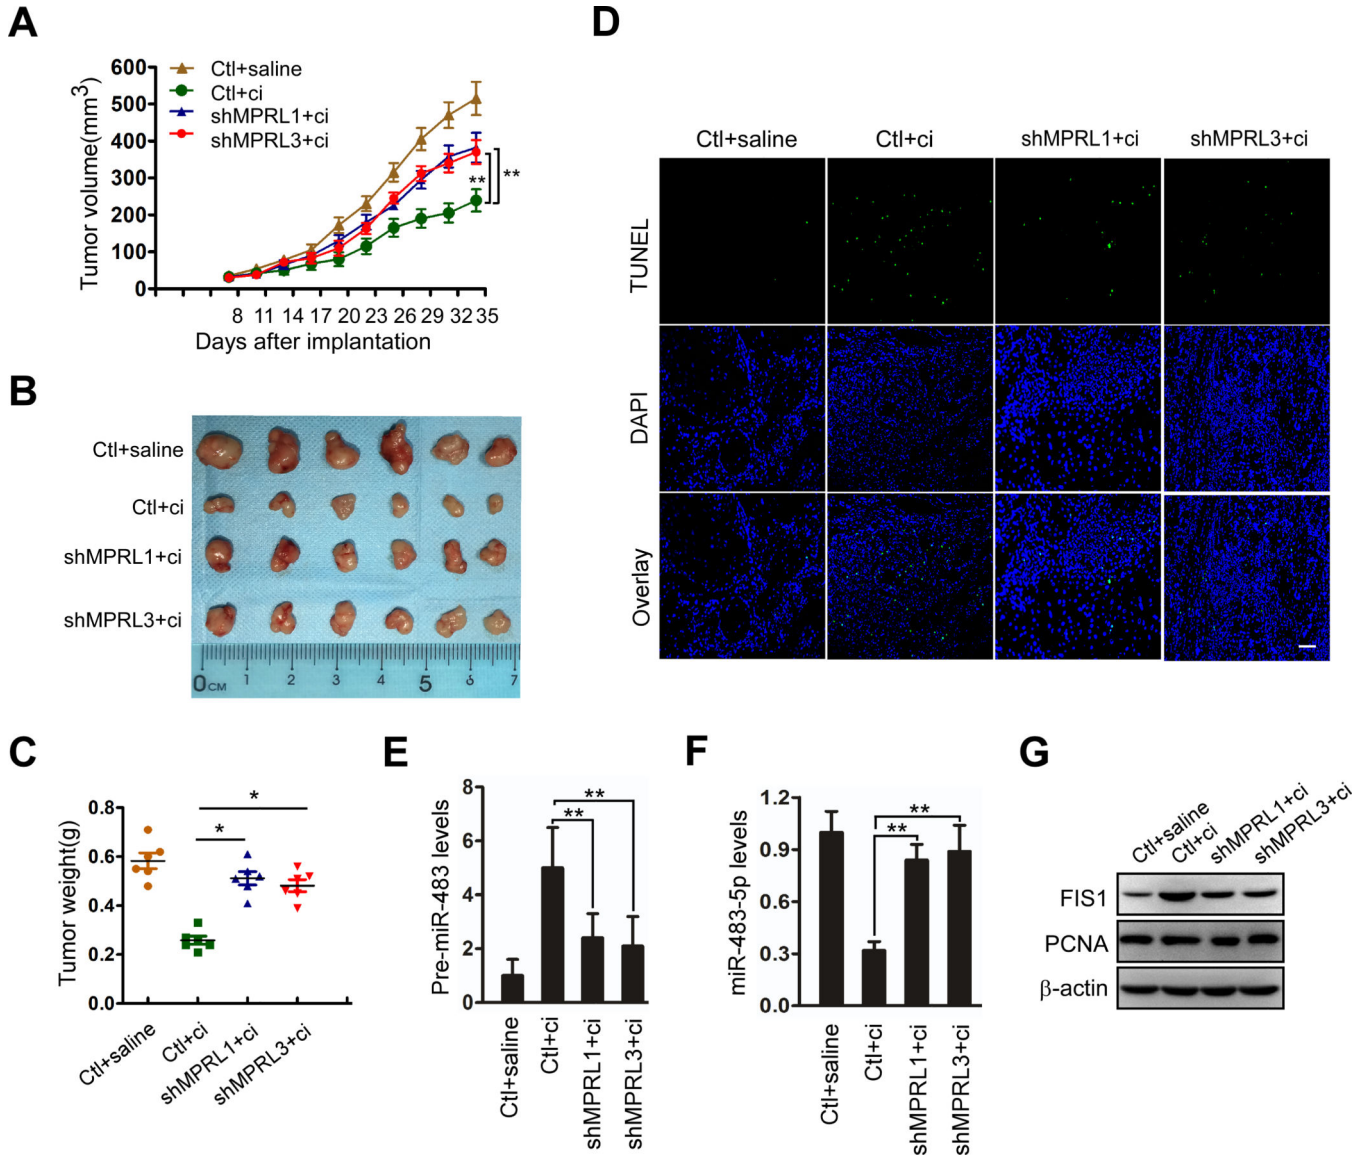 A
600
500
400
300
200
100
0
Tumor volume(mm3)
Ctl+saline
Ctl+ci
shMPRL1+ci
shMPRL3+ci
**
**
8 11 14 17 20 23 26 29 32 35
Days after implantation
B
Ctl+saline
Ctl+ci
shMPRL1+ci
shMPRL3+ci
0CM 1 2 3 4 5 6 7
C
0.8
0.6
0.4
0.2
0.0
Tumor weight(g)
*
*
Ctl+saline
Ctl+ci
shMPRL1+ci
shMPRL3+ci
D
Ctl+saline Ctl+ci shMPRL1+ci shMPRL3+ci
TUNEL
DAPI
Overlay
E
8
6
4
2
0
Pre-miR-483 levels
**
**
Ctl+saline
Ctl+ci
shMPRL1+ci
shMPRL3+ci
F
1.2
0.9
0.6
0.3
0.0
miR-483-5p levels
**
**
Ctl+saline
Ctl+ci
shMPRL1+ci
shMPRL3+ci
G
Ctl+saline
Ctl+ci
shMPRL1+ci
shMPRL3+ci
FIS1
PCNA
β-actin